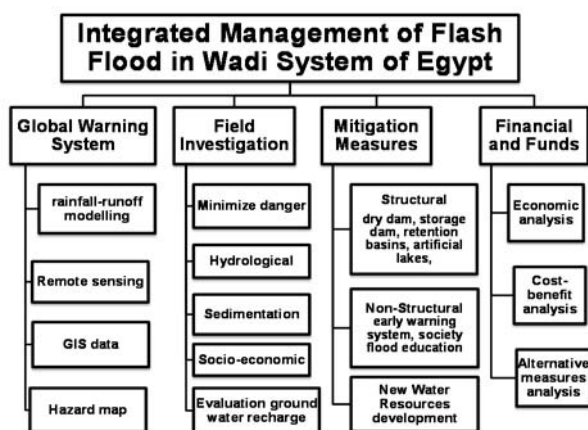 Integrated Management of Flash
Flood in Wadi System of Egypt
Global Warning
System
rainfall-runoff
modelling
Remote sensing
GIS data
Hazard map
Field
Investigation
Minimize danger
Hydrological
Sedimentation
Socio-economic
Evaluation ground
water recharge
Mitigation
Measures
Structural
dry dam, storage
dam, retention
basins, artificial
lakes,
Non-Structural
early warning
system, society
flood education
New Water
Resources
development
Financial
and Funds
Economic
analysis
Cost-
benefit
analysis
Alternative
measures
analysis